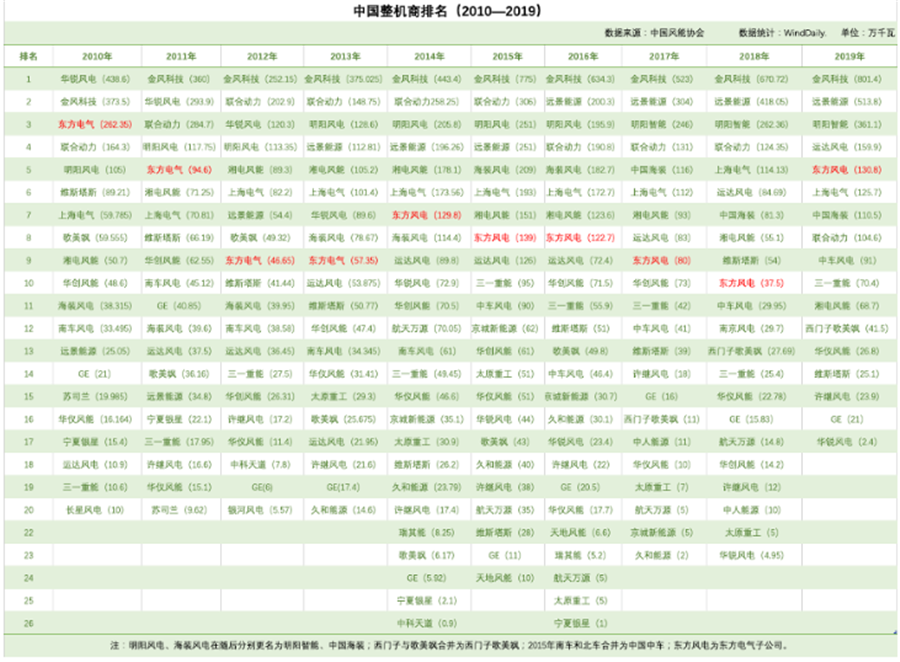 中国整机商排名（2010—2019）
数据来源：中国风能协会 数据统计：WindDaily. 单位：万千瓦
排名 2010年 2011年 2012年 2013年 2014年 2015年 2016年 2017年 2018年 2019年
1 华锐风电（438.6） 金风科技（360） 金风科技（252.15） 金风科技（375.025） 金风科技（443.4） 金风科技（775） 金风科技（634.3） 金风科技（523） 金风科技（670.72） 金风科技（801.4）
2 金风科技（373.5） 华锐风电（293.9） 联合动力（202.9） 联合动力（148.75） 联合动力258.25） 联合动力（306） 远景能源（200.3） 远景能源（304） 远景能源（418.05） 远景能源（513.8）
3 东方电气（262.35） 联合动力（284.7） 华锐风电（120.3） 明阳风电（128.6） 明阳风电（205.8） 明阳风电（251） 明阳风电（195.9） 明阳智能（246） 明阳智能（262.36） 明阳智能（361.1）
4 联合动力（164.3） 明阳风电（117.75） 明阳风电（113.35） 远景能源（112.81） 远景能源（196.26） 远景能源（251） 联合动力（190.8） 联合动力（131） 联合动力（124.35） 运达风电（159.9）
5 明阳风电（105） 东方电气（94.6） 湘电风能（89.3） 湘电风能（105.2） 湘电风能（178.1） 海装风电（209） 海装风电（182.7） 中国海装（116） 上海电气（114.13） 东方风电（130.8）
6 维斯塔斯（89.21） 湘电风能（71.25） 上海电气（82.2） 上海电气（101.4） 上海电气（173.56） 上海电气（193） 上海电气（172.7） 上海电气（112） 运达风电（84.69） 上海电气（125.7）
7 上海电气（59.785） 上海电气（70.81） 远景能源（54.4） 华锐风电（89.6） 东方风电（129.8） 湘电风能（151） 湘电风能（123.6） 湘电风能（93） 中国海装（81.3） 中国海装（110.5）
8 歌美飒（59.555） 维斯塔斯（66.19） 歌美飒（49.32） 海装风电（78.67） 海装风电（114.4） 东方风电（139） 东方风电（122.7） 运达风电（83） 湘电风能（55.1） 联合动力（104.6）
9 湘电风能（50.7） 华创风能（62.55） 东方电气（46.65） 东方电气（57.35） 运达风电（89.8） 运达风电（126） 运达风电（72.4） 东方风电（80） 维斯塔斯（54） 中车风电（91）
10 华创风能（48.6） 南车风电（45.12） 维斯塔斯（41.44） 运达风电（53.875） 华锐风电（72.9） 三一重能（95） 华创风能（71.5） 华创风能（73） 东方风电（37.5） 三一重能（70.4）
11 海装风电（38.315） GE（40.85） 海装风电（39.95） 维斯塔斯（50.77） 华创风能（70.5） 中车风电（90） 三一重能（55.9） 三一重能（42） 中车风电（29.95） 湘电风能（68.7）
12 南车风电（33.495） 海装风电（39.6） 南车风电（38.58） 华创风能（47.4） 航天万源（70.05） 京城新能源（62） 维斯塔斯（51） 中车风电（41） 南京风电（29.7） 西门子歌美飒（41.5）
13 远景能源（25.05） 运达风电（37.5） 运达风电（36.45） 南车风电（34.345） 南车风电（61） 华创风能（61） 歌美飒（49.8） 维斯塔斯（39） 西门子歌美飒（27.69） 华仪风能（26.8）
14 GE（21） 歌美飒（36.16） 三一重能（27.5） 华仪风能（31.41） 三一重能（49.45） 太原重工（51） 中车风电（46.4） 许继风电（18） 三一重能（25.4） 维斯塔斯（25.1）
15 苏司兰（19.985） 远景能源（34.8） 华创风能（26.31） 太原重工（29.3） 华仪风能（46.6） 华仪风能（51） 京城新能源（30.7） GE（16） 华仪风能（22.78） 许继风电（23.9）
16 华仪风能（16.164） 宁夏银星（22.1） 许继风电（17.2） 歌美飒（25.675） 京城新能源（35.1） 华锐风电（44） 久和能源（30.1） 西门子歌美飒（11） GE（15.83） GE（21）
17 宁夏银星（15.4） 三一重能（17.95） 华仪风能（11.4） 运达风电（21.95） 太原重工（30.9） 歌美飒（43） 华锐风电（23.4） 中人能源（11） 航天万源（14.8） 华锐风电（2.4）
18 运达风电（10.9） 许继风电（16.6） 中科天道（7.8） 许继风电（21.6） 维斯塔斯（26.2） 久和能源（40） 许继风电（22） 华仪风能（10） 华创风能（14.2）
19 三一重能（10.6） 华仪风能（15.1） GE(6) GE(17.4) 久和能源（23.79） 许继风电（38） GE（20.5） 太原重工（7） 许继风电（12）
20 长星风电（10） 苏司兰（9.62） 银河风电（5.57） 久和能源（14.6） 许继风电（17.4） 航天万源（35） 华仪风能（17.7） 航天万源（5） 中人能源（10）
22 瑞其能（8.25） 维斯塔斯（28） 天地风能（6.6） 京城新能源（5） 太原重工（5）
23 歌美飒（6.17） GE（11） 瑞其能（5.2） 久和能源（2） 华锐风电（4.95）
24 GE（5.92） 天地风能（10） 航天万源（5）
25 宁夏银星（2.1） 太原重工（5）
26 中科天道（0.9） 宁夏银星（1）
注：明阳风电、海装风电在随后分别更名为明阳智能、中国海装；西门子与歌美飒合并为西门子歌美飒；2015年南车和北车合并为中国中车；东方风电为东方电气子公司。